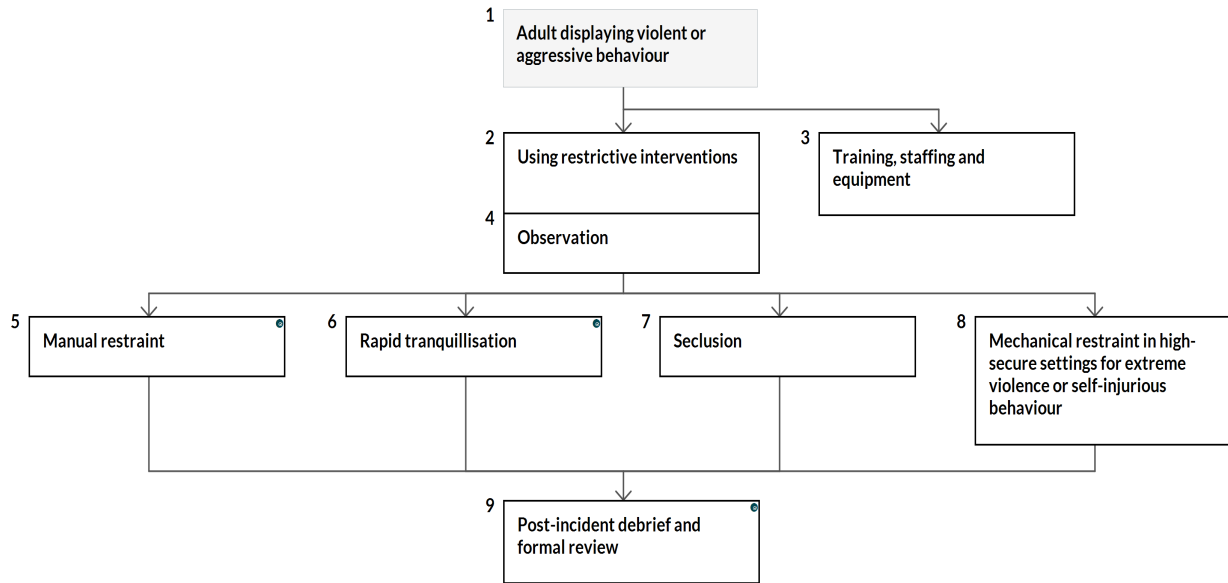 1
Adult displaying violent or
aggressive behaviour
2
Using restrictive interventions
3
Training, staffing and
equipment
4
Observation
5
Manual restraint
6
Rapid tranquillisation
7
Seclusion
8
Mechanical restraint in high-
secure settings for extreme
violence or self-injurious
behaviour
9
Post-incident debrief and
formal review